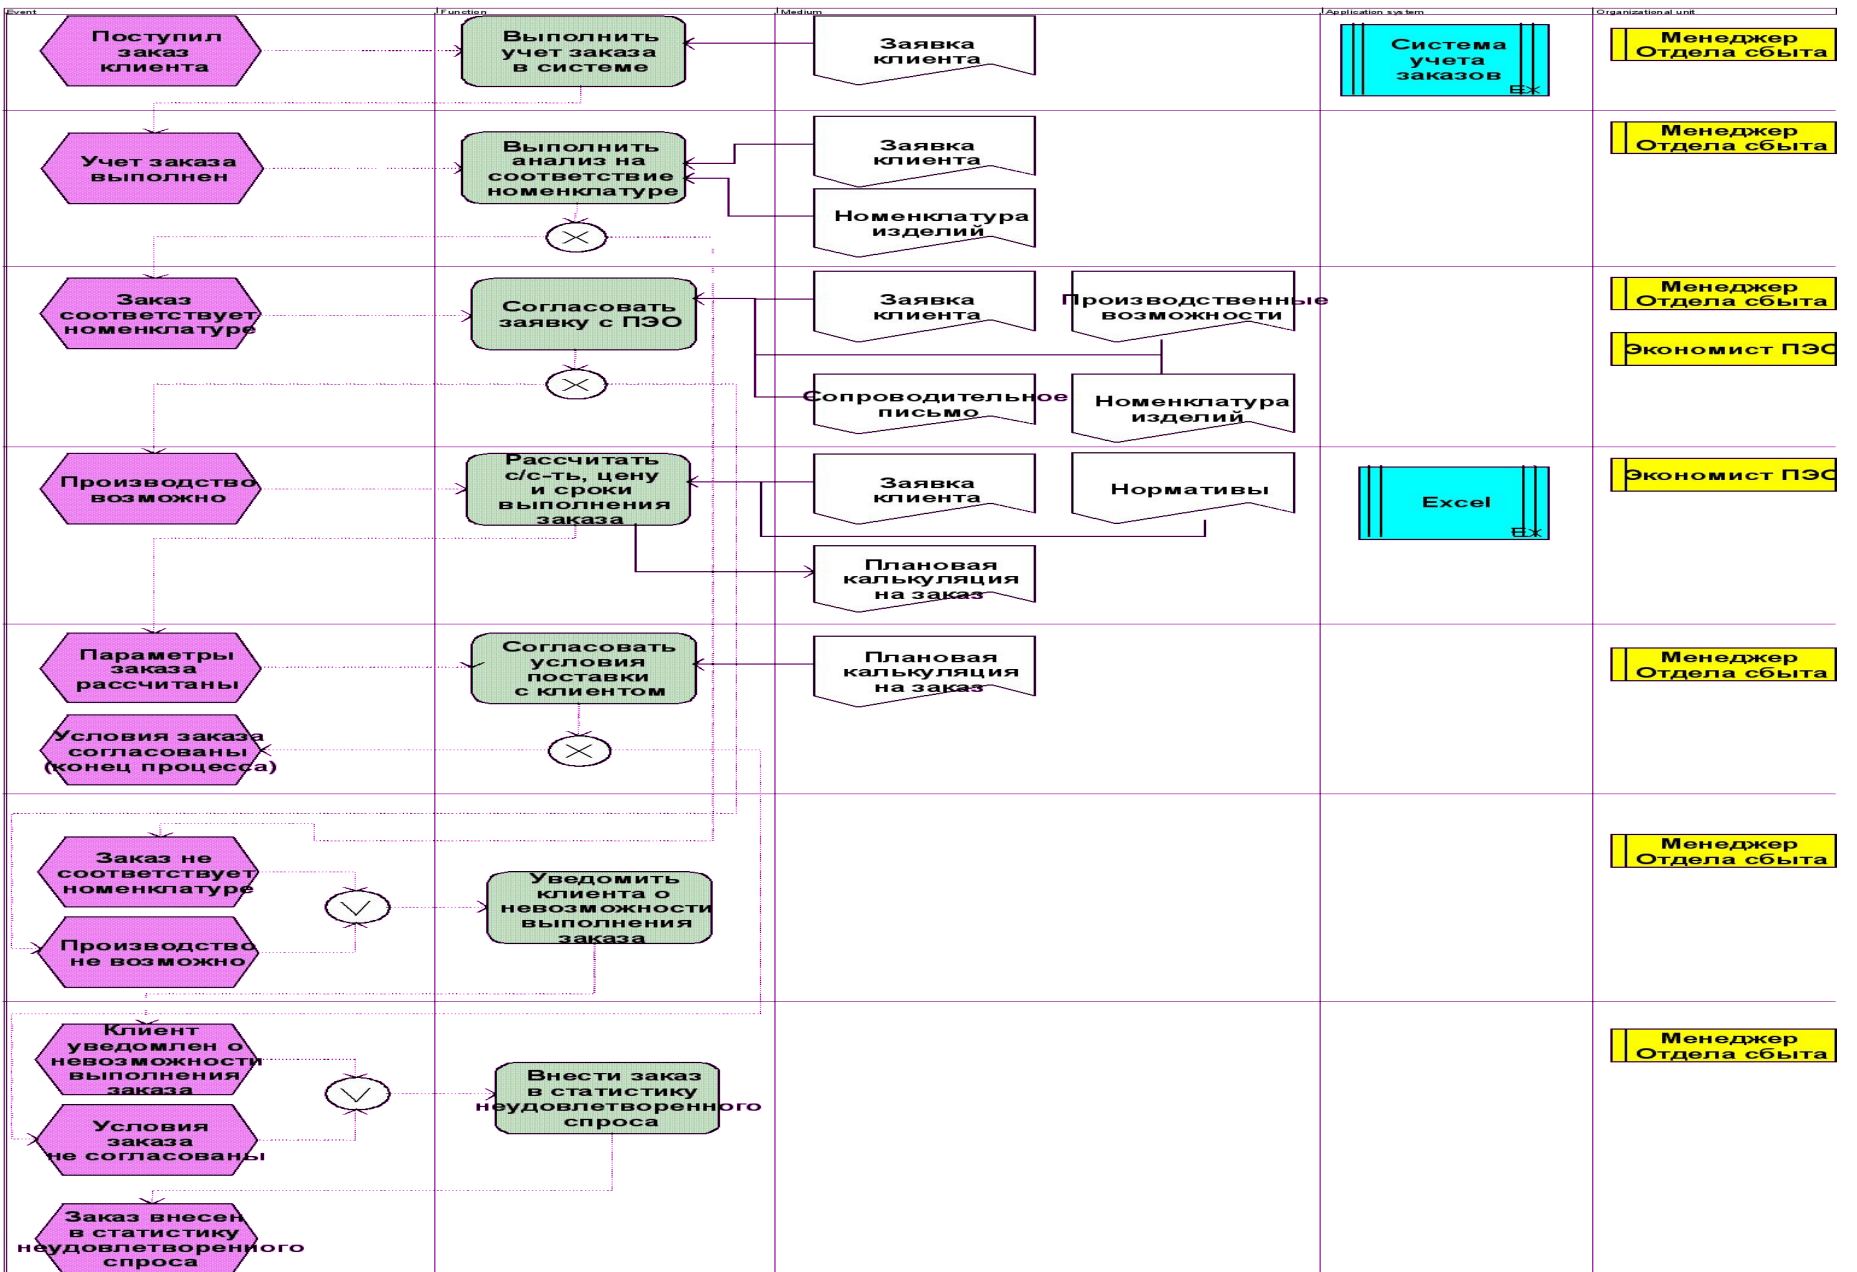 Event
Function
Medium
Application system
Organizational unit
Поступил
заказ
клиента
Выполнить
учет заказа
в системе
Заявка
клиента
Система
учета
заказов
Ex
Менеджер
Отдела сбыта
Учет заказа
выполнен
Выполнить
анализ на
соответствие
номенклатуре
Заявка
клиента
Номенклатура
изделий
Менеджер
Отдела сбыта
Заказ
соответствует
номенклатуре
Согласовать
заявку с ПЭО
Заявка
клиента
Производственные
возможности
Сопроводительное
письмо
Номенклатура
изделий
Менеджер
Отдела сбыта
Экономист ПЭО
Производство
возможно
Рассчитать
с/с-ть, цену
и сроки
выполнения
заказа
Заявка
клиента
Нормативы
Плановая
калькуляция
на заказ
Excel
Ex
Экономист ПЭО
Параметры
заказа
рассчитаны
Согласовать
условия
поставки
с клиентом
Плановая
калькуляция
на заказ
Менеджер
Отдела сбыта
Условия заказа
согласованы
(конец процесса)
Заказ не
соответствует
номенклатуре
Производство
не возможно
Уведомить
клиента о
невозможности
выполнения
заказа
Менеджер
Отдела сбыта
Клиент
уведомлен о
невозможности
выполнения
заказа
Условия
заказа
не согласованы
Внести заказ
в статистику
неудовлетворенного
спроса
Менеджер
Отдела сбыта
Заказ внесен
в статистику
неудовлетворенного
спроса